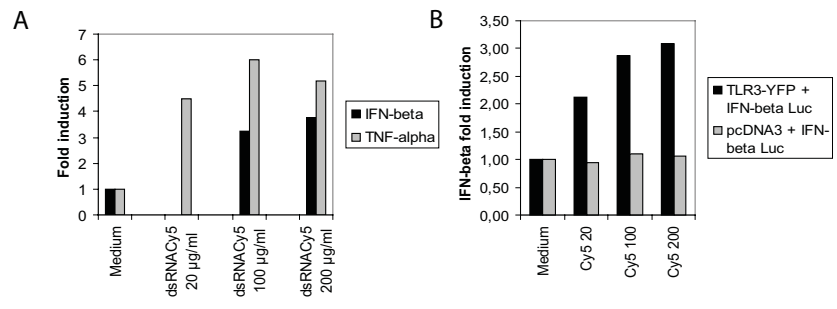 A
Fold induction
7
6
5
4
3
2
1
0
Medium
dsRNACy5
20 µg/ml
dsRNACy5
100 µg/ml
dsRNACy5
200 µg/ml
IFN-beta
TNF-alpha
B
IFN-beta fold induction
3,50
3,00
2,50
2,00
1,50
1,00
0,50
0,00
Medium
Cy5 20
Cy5 100
Cy5 200
TLR3-YFP +
IFN-beta Luc
pcDNA3 + IFN-
beta Luc